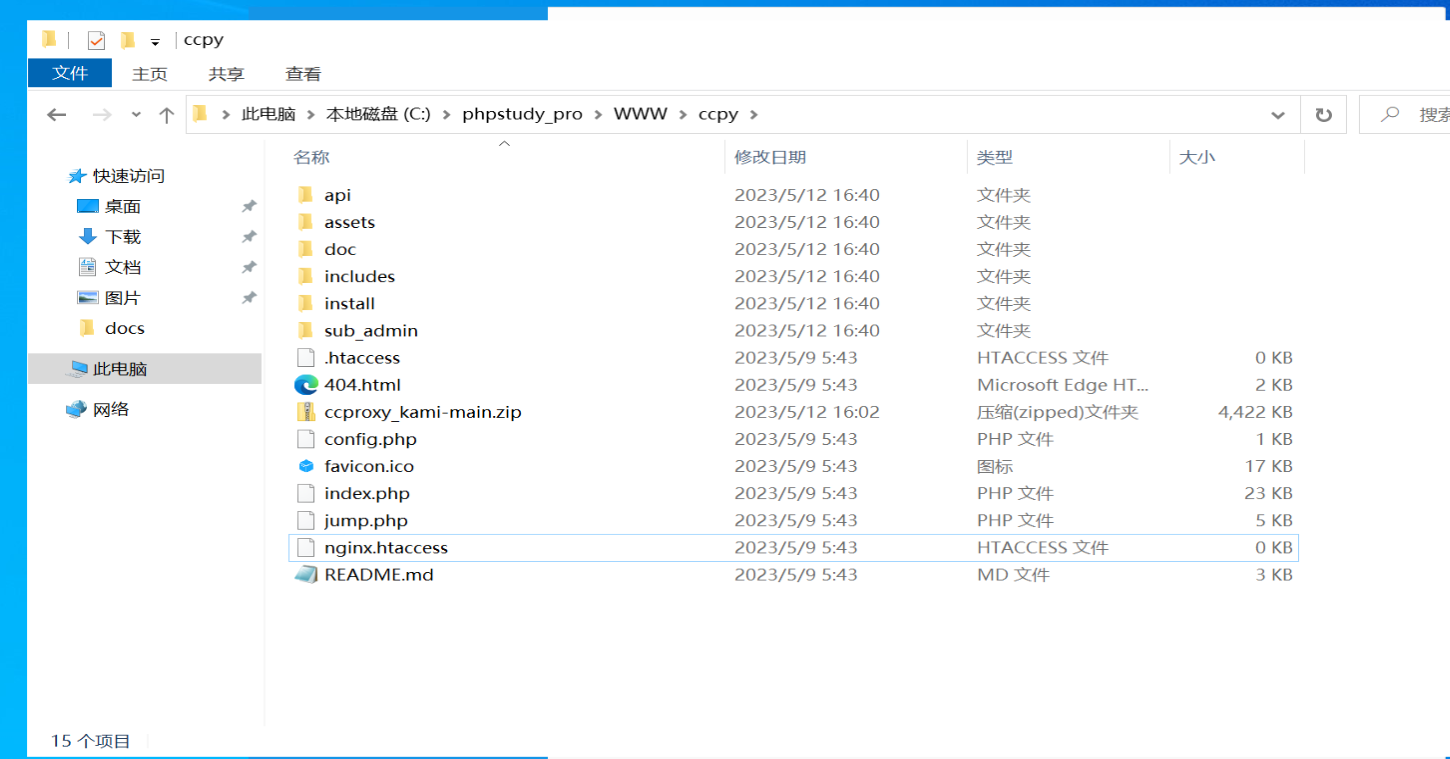 ccpy
文件 主页 共享 查看
此电脑 本地磁盘 (C:) phpstudy_pro WWW ccpy
名称 修改日期 类型 大小
快速访问
桌面
下载
文档
图片
docs
此电脑
网络
api 2023/5/12 16:40 文件夹
assets 2023/5/12 16:40 文件夹
doc 2023/5/12 16:40 文件夹
includes 2023/5/12 16:40 文件夹
install 2023/5/12 16:40 文件夹
sub_admin 2023/5/12 16:40 文件夹
.htaccess 2023/5/9 5:43 HTACCESS 文件 0 KB
404.html 2023/5/9 5:43 Microsoft Edge HT... 2 KB
ccproxy_kami-main.zip 2023/5/12 16:02 压缩(zipped)文件夹 4,422 KB
config.php 2023/5/9 5:43 PHP 文件 1 KB
favicon.ico 2023/5/9 5:43 图标 17 KB
index.php 2023/5/9 5:43 PHP 文件 23 KB
jump.php 2023/5/9 5:43 PHP 文件 5 KB
nginx.htaccess 2023/5/9 5:43 HTACCESS 文件 0 KB
README.md 2023/5/9 5:43 MD 文件 3 KB
15 个项目